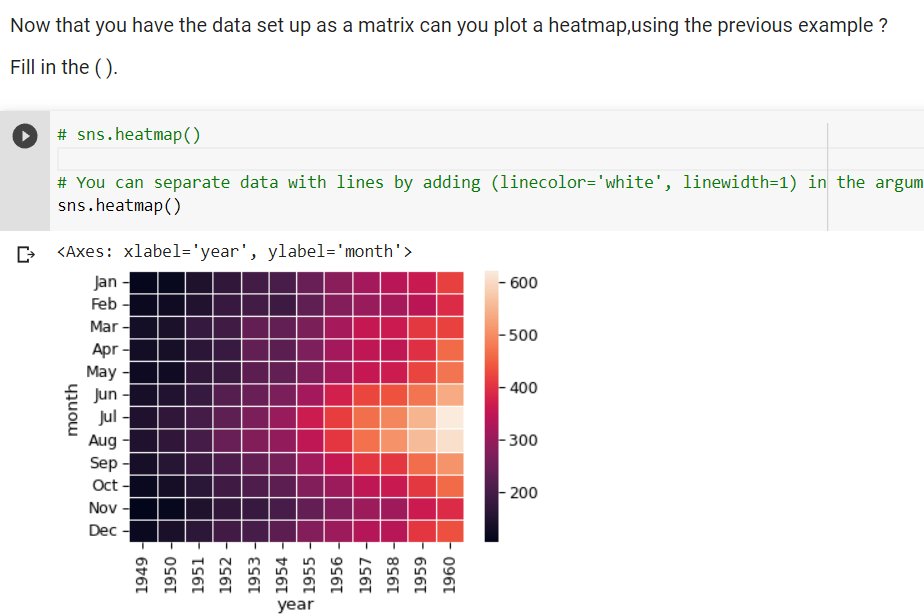 Now that you have the data set up as a matrix can you plot a heatmap,using the previous example ?
Fill in the ( ).
# sns.heatmap()
# You can separate data with lines by adding (linecolor='white', linewidth=1) in the argum
sns.heatmap()
<Axes: xlabel='year', ylabel='month'>
Jan
Feb
Mar
Apr
May
Jun
Jul
Aug
Sep
Oct
Nov
Dec
month
1949 1950 1951 1952 1953 1954 1955 1956 1957 1958 1959 1960
year
600
500
400
300
200